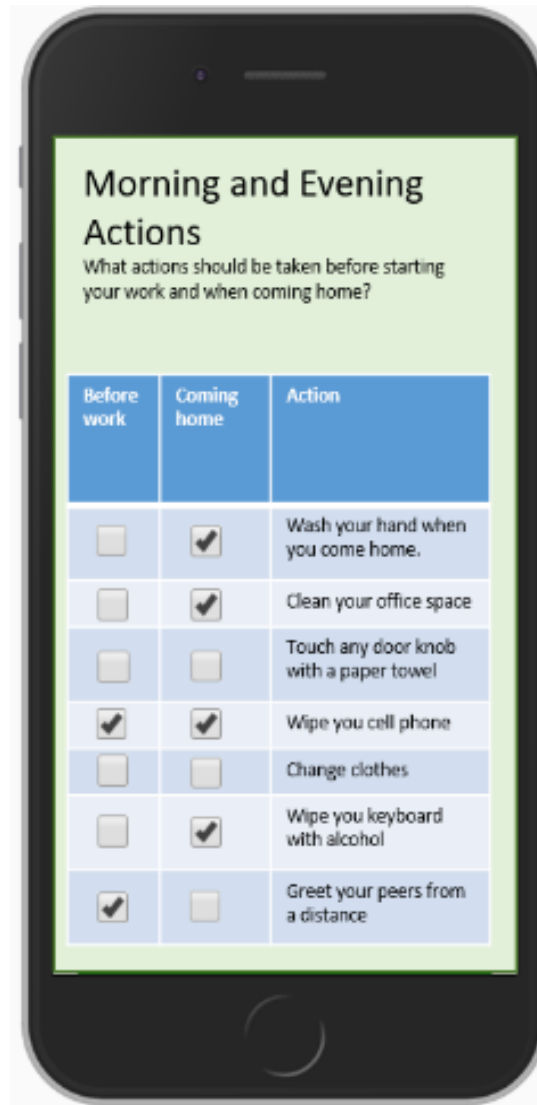 Morning and Evening
Actions
What actions should be taken before starting
your work and when coming home?
Before
work
Coming
home
Action
Wash your hand when
you come home.
Clean your office space
Touch any door knob
with a paper towel
Wipe you cell phone
Change clothes
Wipe you keyboard
with alcohol
Greet your peers from
a distance